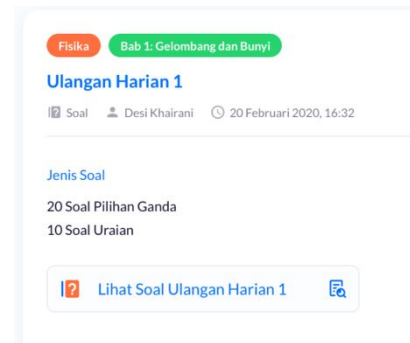 Fisika Bab 1: Gelombang dan Bunyi
Ulangan Harian 1
Soal Desi Khairani 20 Februari 2020, 16:32
Jenis Soal
20 Soal Pilihan Ganda
10 Soal Uraian
Lihat Soal Ulangan Harian 1